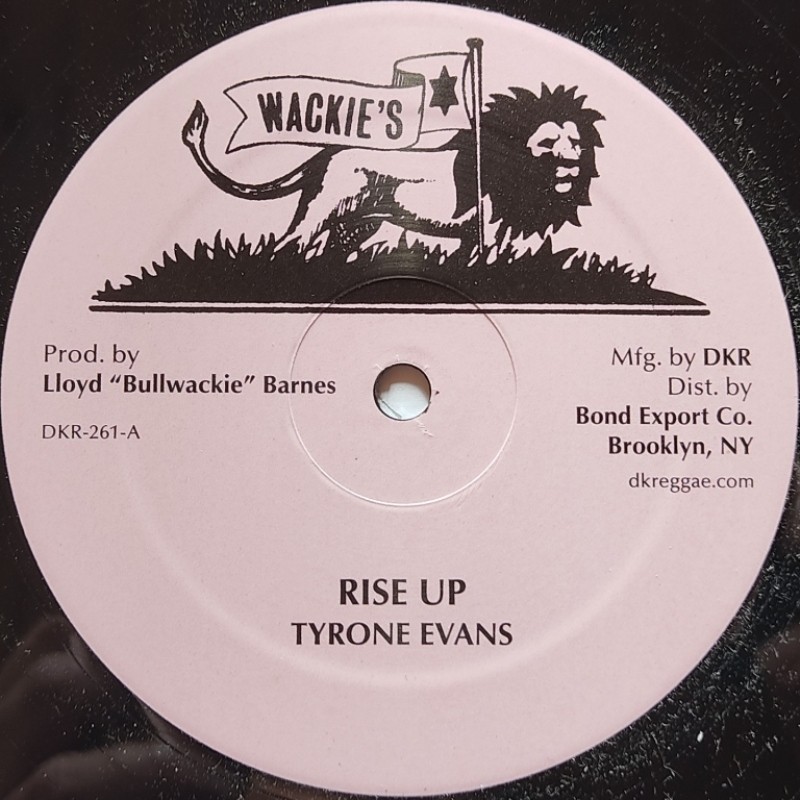 WACKIE'S
Prod. by
Lloyd “Bullwackie” Barnes
DKR-261-A
Mfg. by DKR
Dist. by
Bond Export Co.
Brooklyn, NY
dkreggae.com
RISE UP
TYRONE EVANS